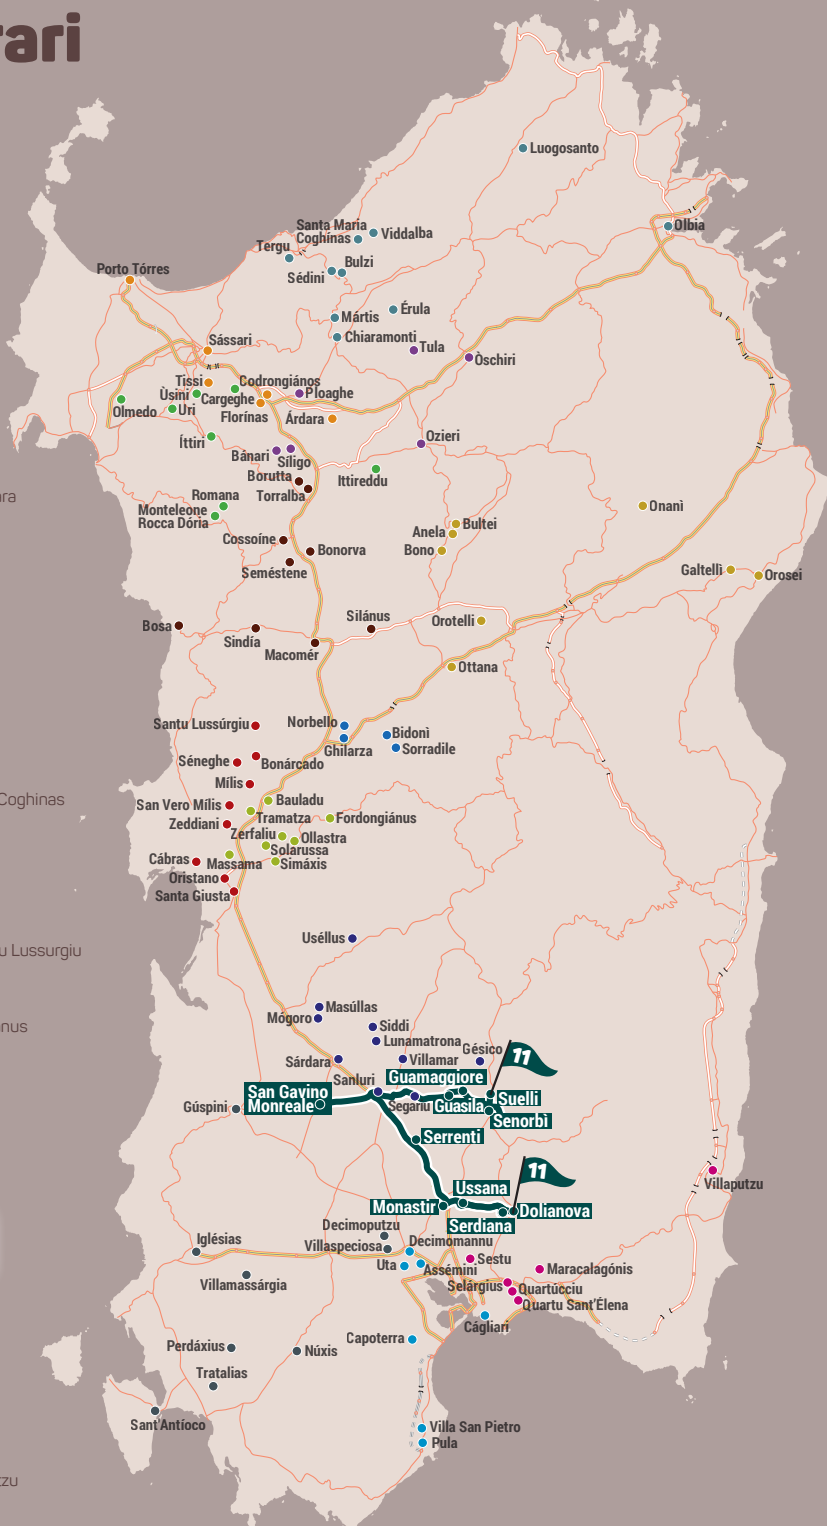 rari
Luogosanto
Santa Maria
Coghinas
Viddalba
Olbia
Tergu
Bulzi
Sédini
Porto Tórres
Érula
Mártis
Chiaramonti
Sássari
Tula
Òschiri
Tissi
Codrongiános
Ùsini
Cargeghe
Ploaghe
Olmedo
Uri
Florínas
Árdara
Íttiri
Ozieri
Bánari
Síligo
Borutta
Ittireddu
Torralba
ara
Romana
Monteleone
Rocca Dória
Onanì
Bultei
Anela
Cossoíne
Bonorva
Bono
Seméstene
Galtellì
Orosei
Bosa
Sindía
Silánus
Orotelli
Macomér
Ottana
Santu Lussúrgiu
Norbello
Bidonì
Ghilarza
Sorradile
Séneghe
Bonárcado
Mílis
Coghinas
San Vero Mílis
Bauladu
Tramatza
Fordongiánus
Zeddiani
Zerfaliu
Ollastra
Solarussa
Cábras
Massama
Simáxis
Oristano
Santa Giusta
Uséllus
u Lussurgiu
Masúllas
Mógoro
Siddi
nus
Lunamatrona
Sárdara
Villamar
Gésico
11
Sanluri
Guamaggiore
San Gavino
Monreale
Gúspini
Segariu
Guasila
Suelli
Senorbì
Serrenti
11
Villaputzu
Ussana
Monastir
Dolianova
Serdiana
Decimoputzu
Iglésias
Villaspeciosa
Decimomannu
Uta
Assémini
Sestu
Maracalagónis
Villamassárgia
Selárgius
Quartúcciu
Quartu Sant'Élena
Cágliari
Capoterra
Perdáxius
Núxis
Tratalias
Sant'Antíoco
Villa San Pietro
Pula
tzu